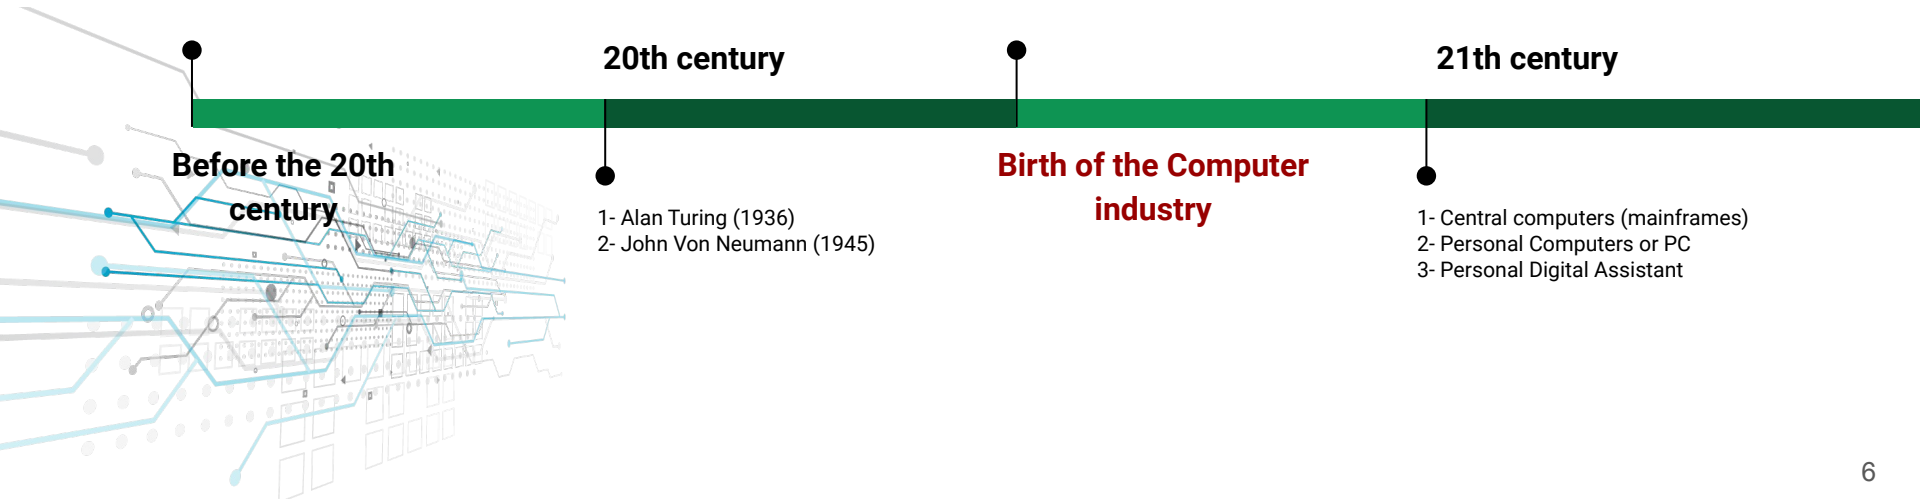 20th century
21th century
Before the 20th
century
Birth of the Computer
industry
1- Alan Turing (1936)
2- John Von Neumann (1945)
1- Central computers (mainframes)
2- Personal Computers or PC
3- Personal Digital Assistant
6